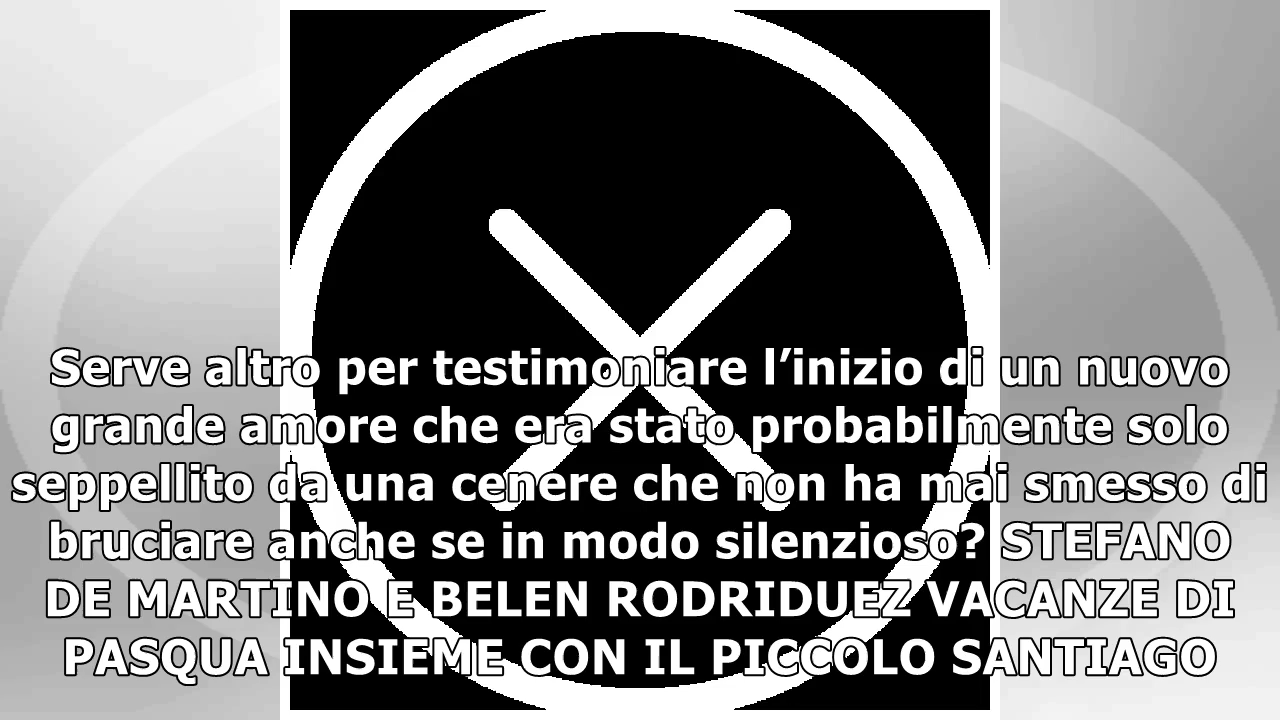 Serve altro per testimoniare l’inizio di un nuovo
grande amore che era stato probabilmente solo
seppellito da una cenere che non ha mai smesso di
bruciare anche se in modo silenzioso? STEFANO
DE MARTINO E BELEN RODRIDUEZ VACANZE DI
PASQUA INSIEME CON IL PICCOLO SANTIAGO